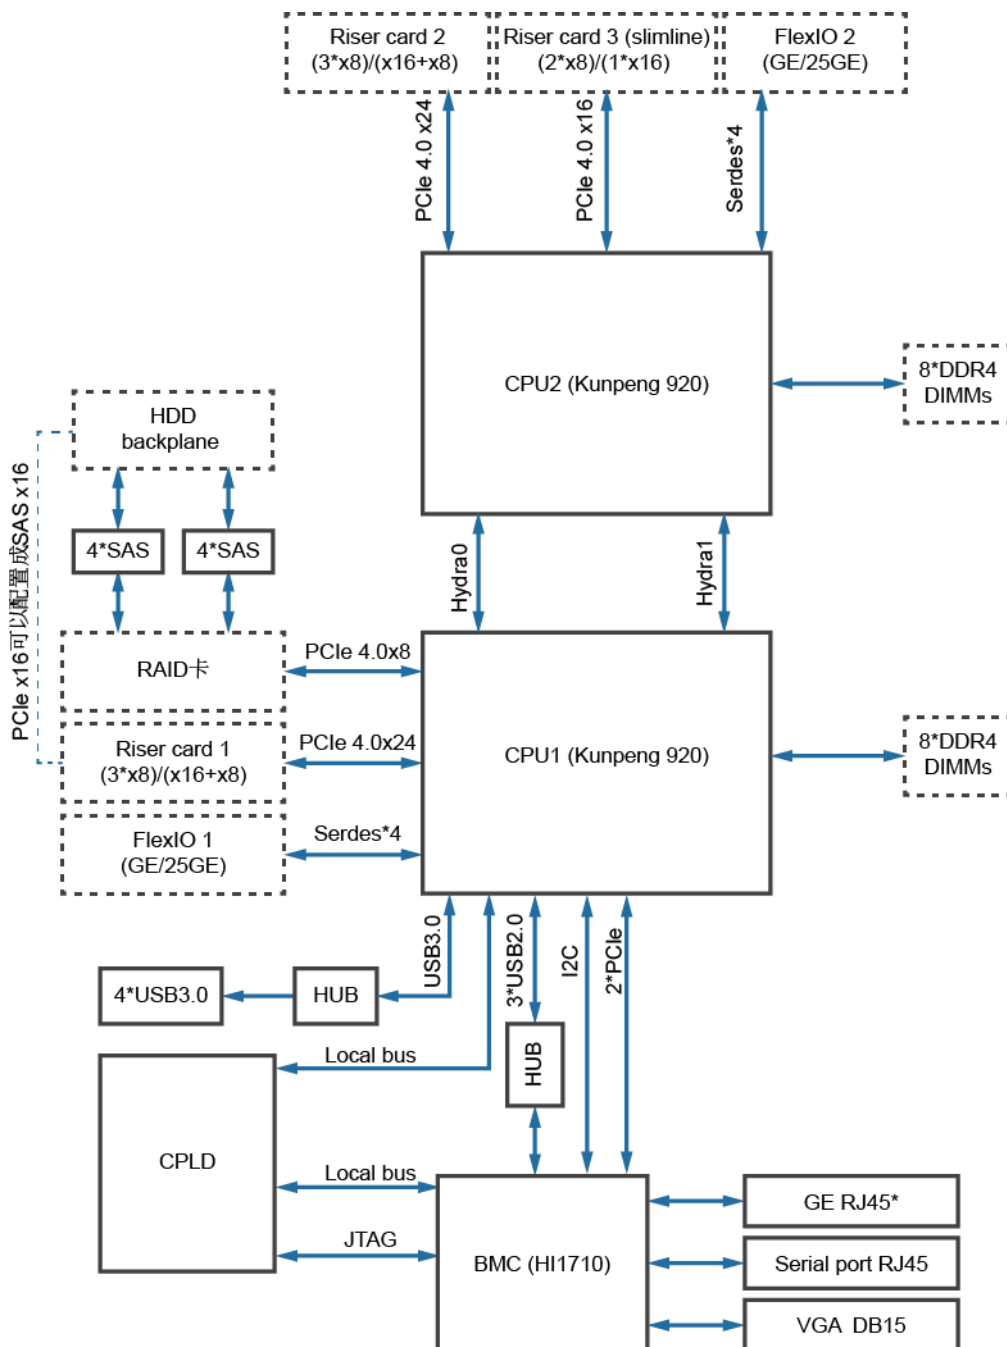 Riser card 2
(3*x8)/(x16+x8)
Riser card 3 (slimline)
(2*x8)/(1*x16)
FlexIO 2
(GE/25GE)
PCIe 4.0 x24
PCIe 4.0 x16
Serdes*4
CPU2 (Kunpeng 920)
8*DDR4
DIMMs
HDD
backplane
4*SAS
4*SAS
PCIe x16可以配置成SAS x16
Hydra0
Hydra1
RAID卡
PCIe 4.0x8
Riser card 1
(3*x8)/(x16+x8)
PCIe 4.0x24
CPU1 (Kunpeng 920)
8*DDR4
DIMMs
FlexIO 1
(GE/25GE)
Serdes*4
USB3.0
3*USB2.0
I2C
2*PCIe
4*USB3.0
HUB
HUB
Local bus
CPLD
Local bus
JTAG
BMC (HI1710)
GE RJ45*
Serial port RJ45
VGA DB15